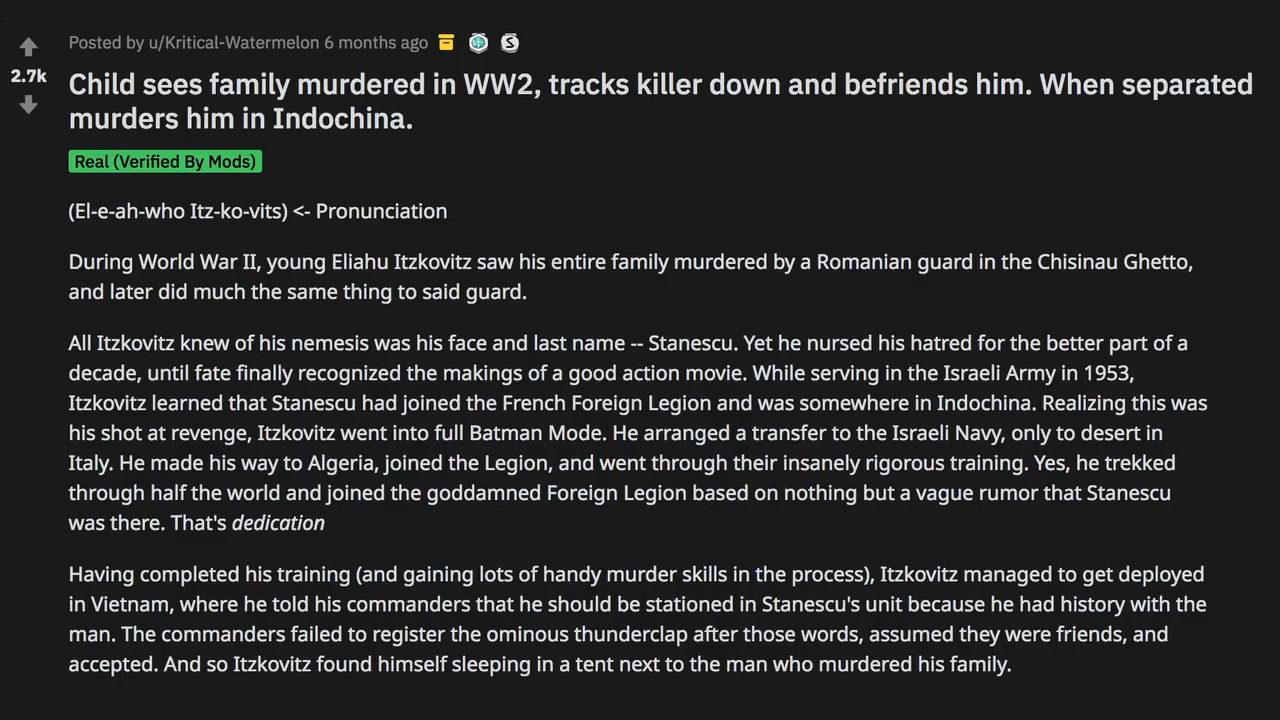 Posted by u/Kritical-Watermelon 6 months ago
2.7k
Child sees family murdered in WW2, tracks killer down and befriends him. When separated
murders him in Indochina.
Real (Verified By Mods)
(El-e-ah-who Itz-ko-vits) <- Pronunciation
During World War II, young Eliahu Itzkovitz saw his entire family murdered by a Romanian guard in the Chisinau Ghetto,
and later did much the same thing to said guard.
All Itzkovitz knew of his nemesis was his face and last name -- Stanescu. Yet he nursed his hatred for the better part of a
decade, until fate finally recognized the makings of a good action movie. While serving in the Israeli Army in 1953,
Itzkovitz learned that Stanescu had joined the French Foreign Legion and was somewhere in Indochina. Realizing this was
his shot at revenge, Itzkovitz went into full Batman Mode. He arranged a transfer to the Israeli Navy, only to desert in
Italy. He made his way to Algeria, joined the Legion, and went through their insanely rigorous training. Yes, he trekked
through half the world and joined the goddamned Foreign Legion based on nothing but a vague rumor that Stanescu
was there. That's dedication
Having completed his training (and gaining lots of handy murder skills in the process), Itzkovitz managed to get deployed
in Vietnam, where he told his commanders that he should be stationed in Stanescu's unit because he had history with the
man. The commanders failed to register the ominous thunderclap after those words, assumed they were friends, and
accepted. And so Itzkovitz found himself sleeping in a tent next to the man who murdered his family.